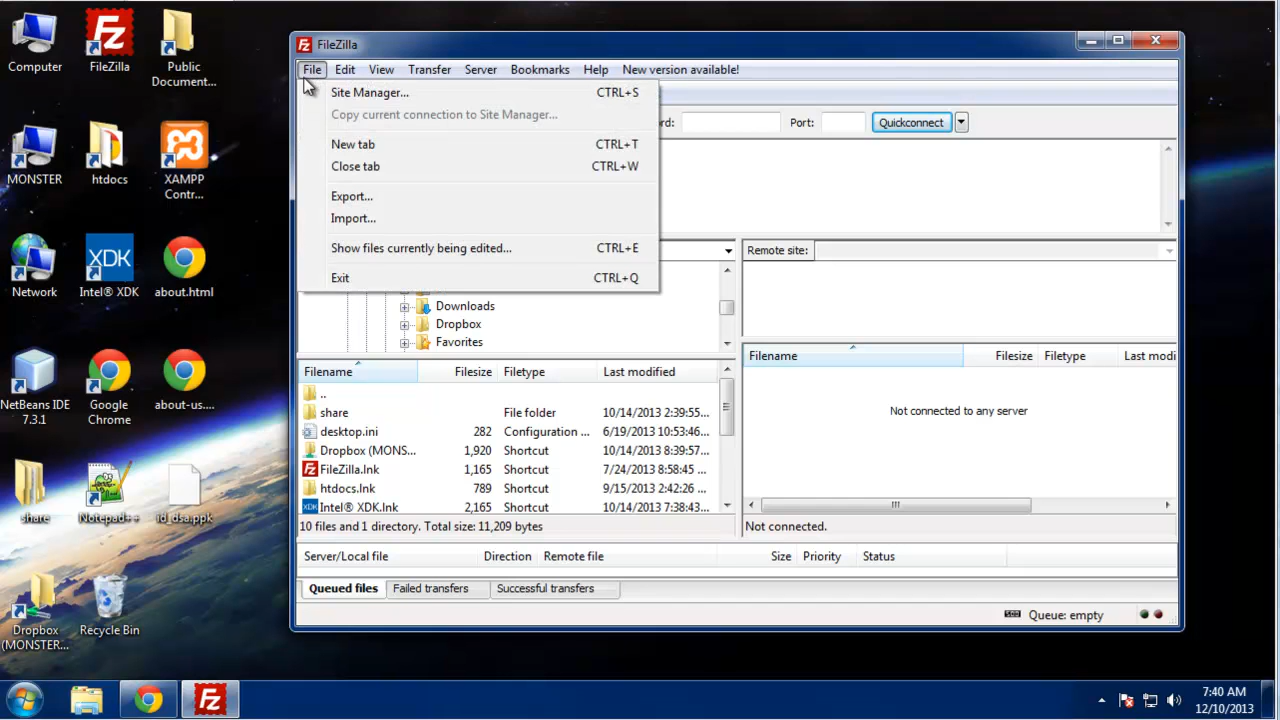 Computer
FileZilla
Public
Document...
MONSTER
htdocs
XAMPP
Contr...
Network
Intel® XDK
about.html
NetBeans IDE
7.3.1
Google
Chrome
about-us....
share
Notepad++
id_dsa.ppk
Dropbox
(MONSTER...
Recycle Bin
FileZilla
File Edit View Transfer Server Bookmarks Help New version available!
Site Manager... CTRL+S
Copy current connection to Site Manager...
New tab CTRL+T
Close tab CTRL+W
Export...
Import...
Show files currently being edited... CTRL+E
Exit CTRL+Q
rd: Port: Quickconnect
Remote site:
Downloads
Dropbox
Favorites
Filename Filesize Filetype Last modified
..
share File folder 10/14/2013 2:39:55...
desktop.ini 282 Configuration ... 6/19/2013 10:53:46...
Dropbox (MONS... 1,920 Shortcut 10/14/2013 8:39:57...
FileZilla.lnk 1,165 Shortcut 7/24/2013 8:58:45 ...
htdocs.lnk 789 Shortcut 9/15/2013 2:42:26 ...
Intel® XDK.lnk 2,165 Shortcut 10/14/2013 7:38:43...
10 files and 1 directory. Total size: 11,209 bytes
Filename Filesize Filetype Last modi
Not connected to any server
Not connected.
Server/Local file Direction Remote file Size Priority Status
Queued files Failed transfers Successful transfers
Queue: empty
7:40 AM
12/10/2013